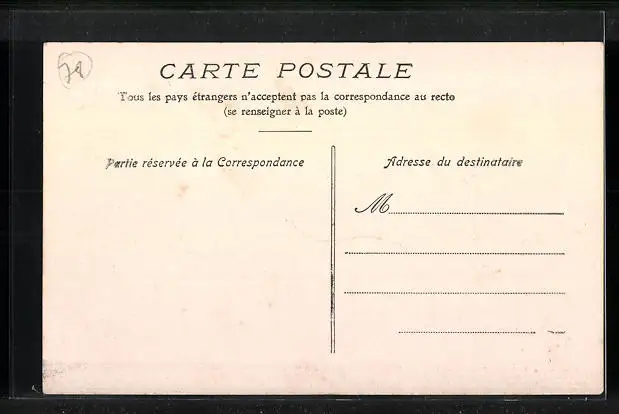 CARTE POSTALE
Tous les pays étrangers n'acceptent pas la correspondance au recto
(se renseigner à la poste)
Partie réservée à la Correspondance
Adresse du destinataire
M